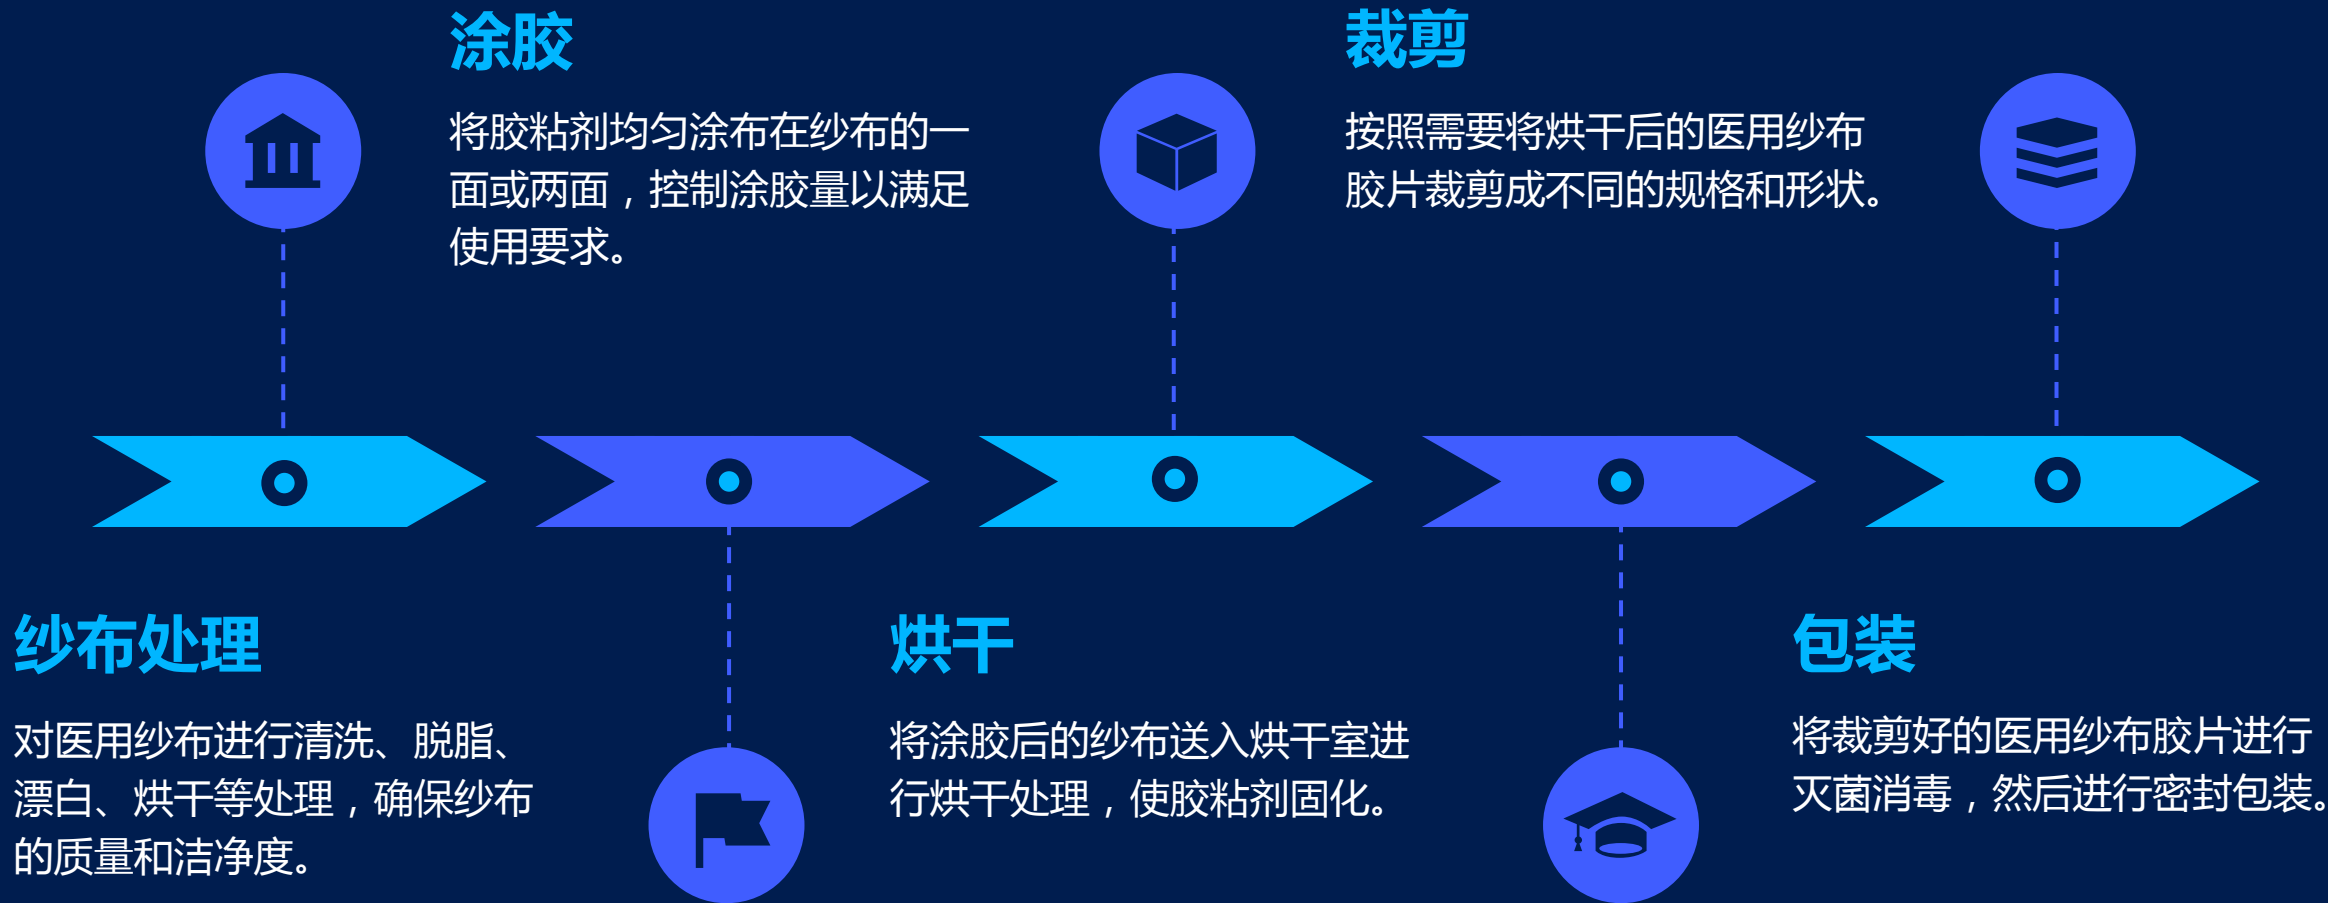 涂胶
将胶粘剂均匀涂布在纱布的一
面或两面，控制涂胶量以满足
使用要求。
裁剪
按照需要将烘干后的医用纱布
胶片裁剪成不同的规格和形状。
纱布处理
对医用纱布进行清洗、脱脂、
漂白、烘干等处理，确保纱布
的质量和洁净度。
烘干
将涂胶后的纱布送入烘干室进
行烘干处理，使胶粘剂固化。
包装
将裁剪好的医用纱布胶片进行
灭菌消毒，然后进行密封包装。